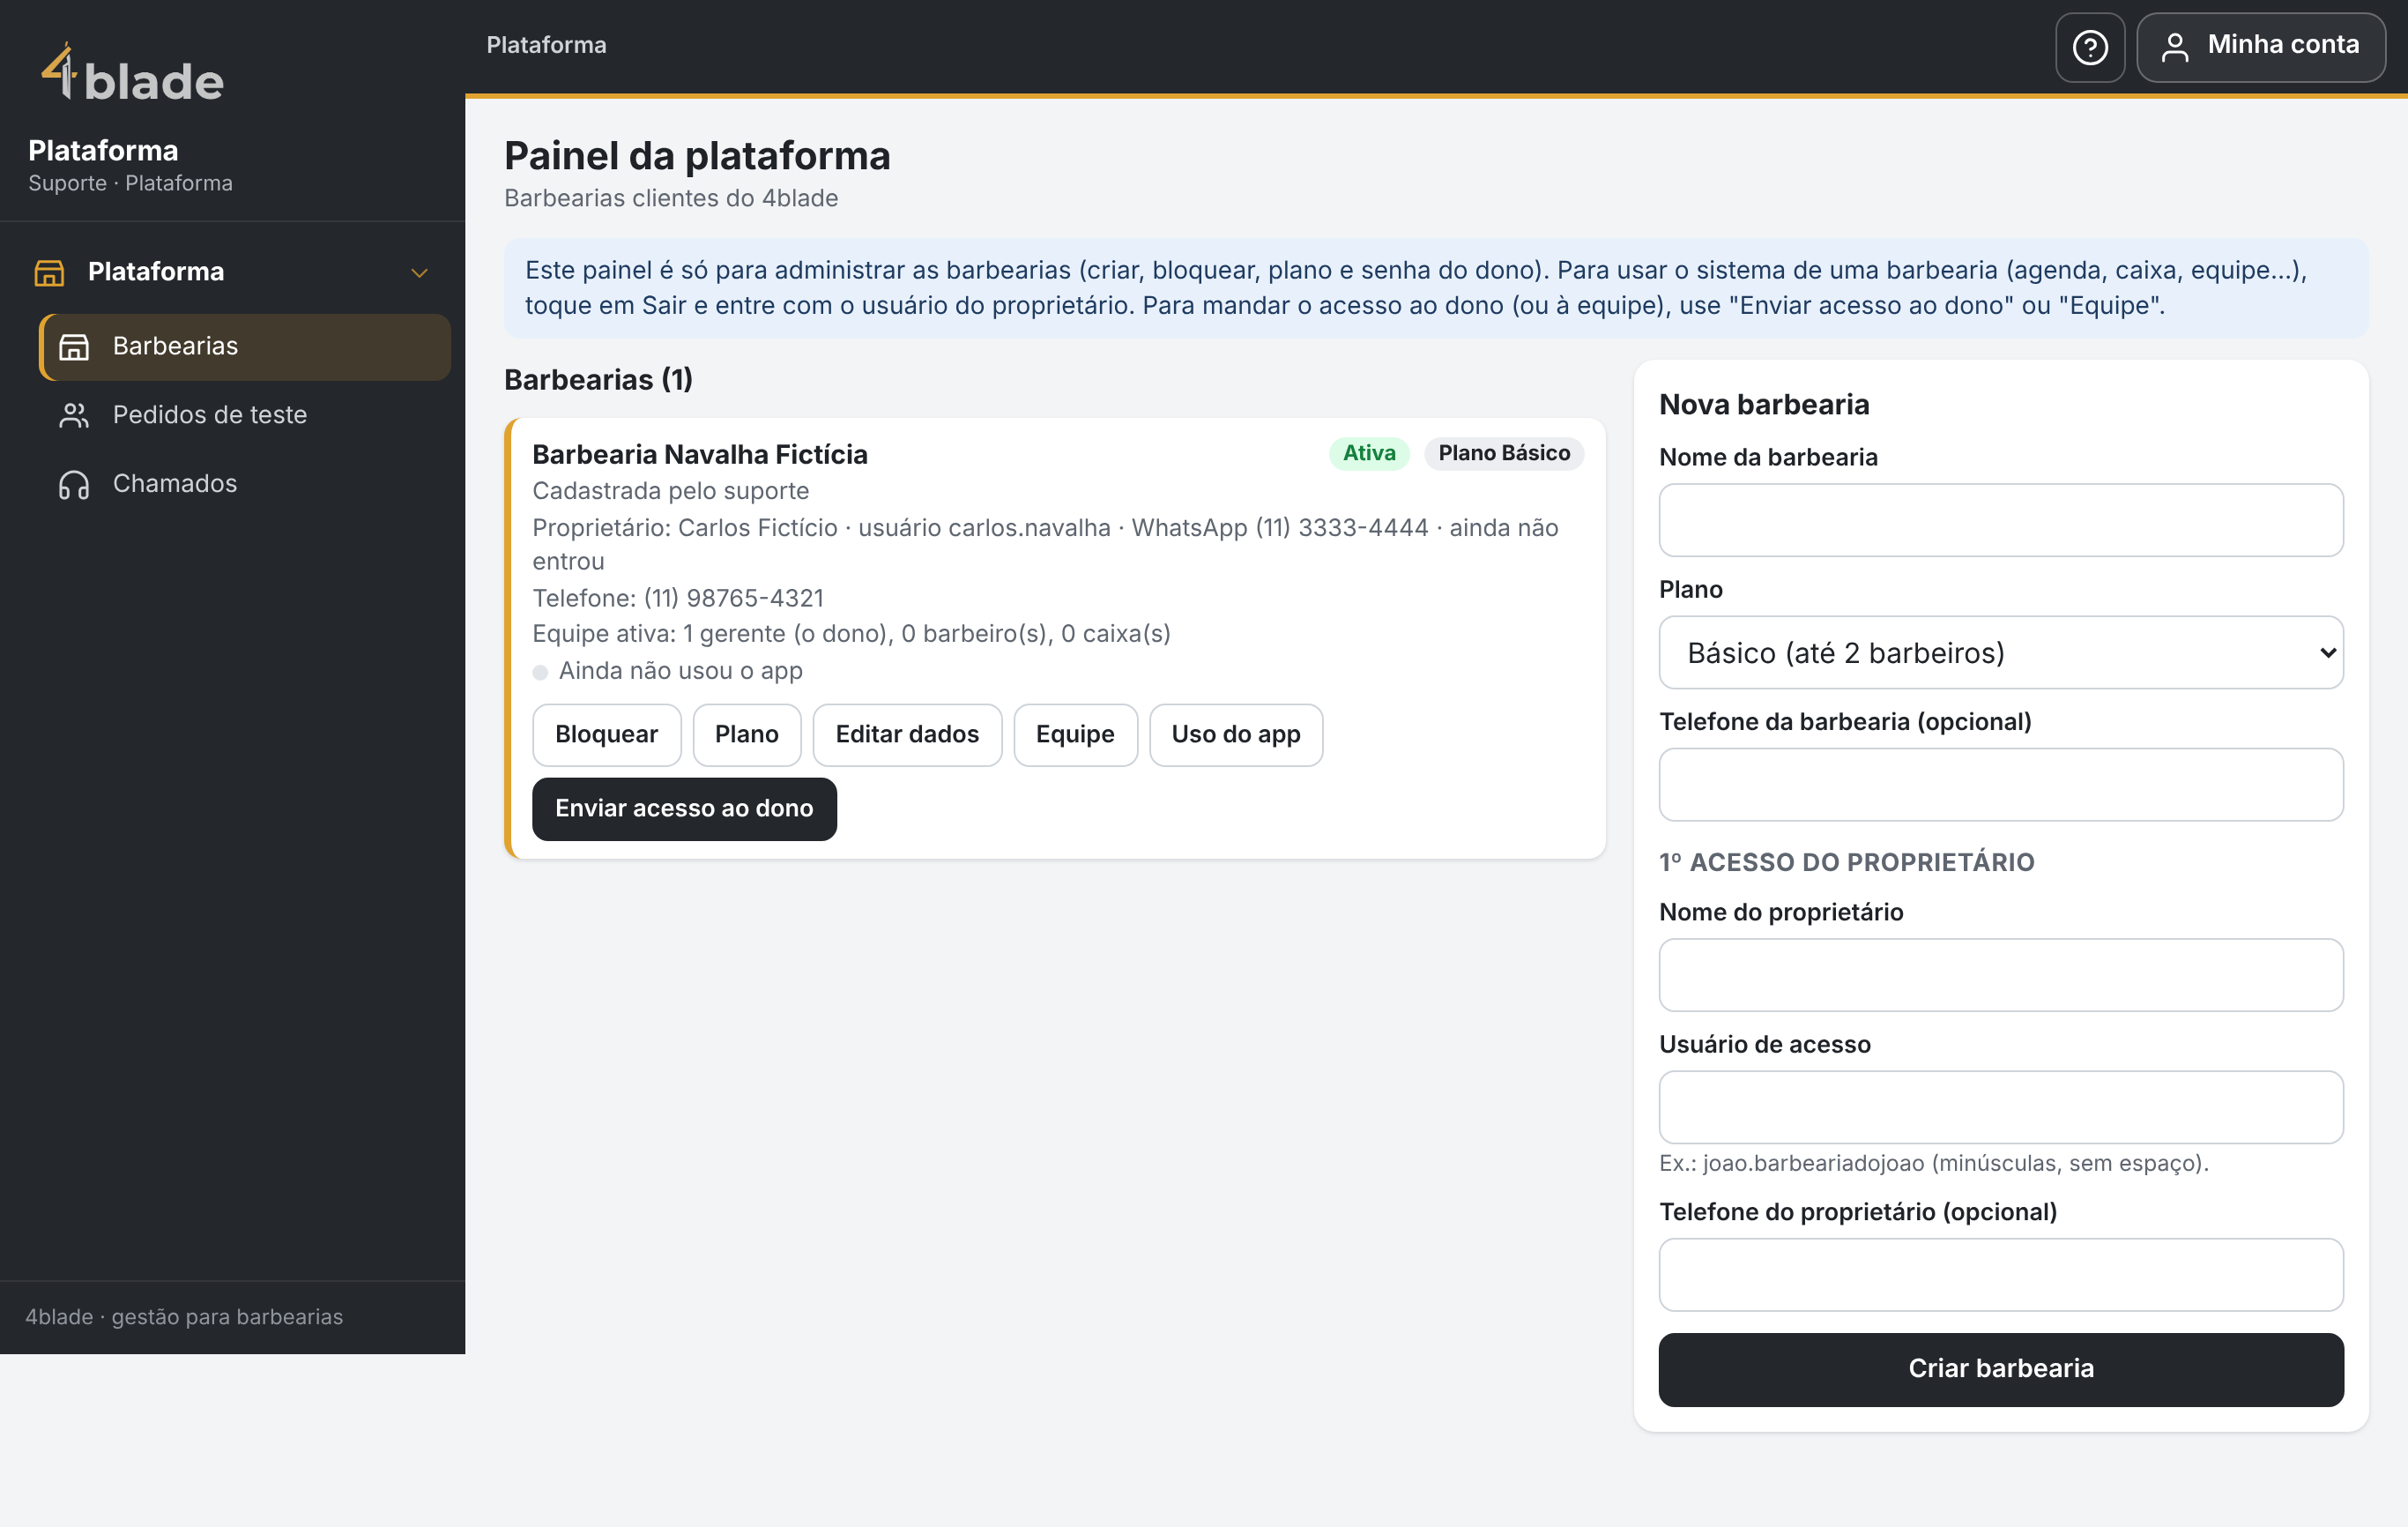 4blade
Plataforma
Suporte · Plataforma
Plataforma
Barbearias
Pedidos de teste
Chamados
4blade · gestão para barbearias
Plataforma
Minha conta
Painel da plataforma
Barbearias clientes do 4blade
Este painel é só para administrar as barbearias (criar, bloquear, plano e senha do dono). Para usar o sistema de uma barbearia (agenda, caixa, equipe...),
toque em Sair e entre com o usuário do proprietário. Para mandar o acesso ao dono (ou à equipe), use "Enviar acesso ao dono" ou "Equipe".
Barbearias (1)
Barbearia Navalha Fictícia
Ativa
Plano Básico
Cadastrada pelo suporte
Proprietário: Carlos Fictício · usuário carlos.navalha · WhatsApp (11) 3333-4444 · ainda não
entrou
Telefone: (11) 98765-4321
Equipe ativa: 1 gerente (o dono), 0 barbeiro(s), 0 caixa(s)
Ainda não usou o app
Bloquear
Plano
Editar dados
Equipe
Uso do app
Enviar acesso ao dono
Nova barbearia
Nome da barbearia
Plano
Básico (até 2 barbeiros)
Telefone da barbearia (opcional)
1º ACESSO DO PROPRIETÁRIO
Nome do proprietário
Usuário de acesso
Ex.: joao.barbeariadojoao (minúsculas, sem espaço).
Telefone do proprietário (opcional)
Criar barbearia